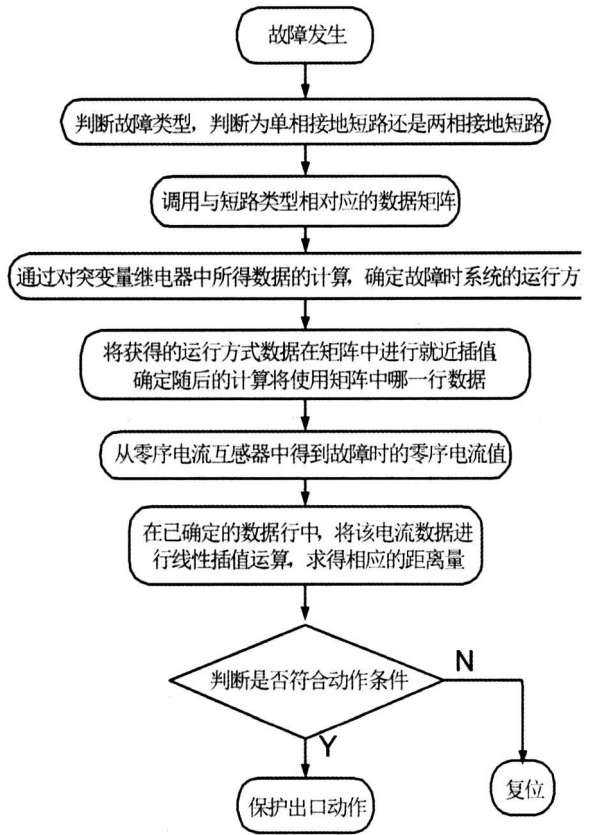 故障发生
判断故障类型，判断为单相接地短路还是两相接地短路
调用与短路类型相对应的数据矩阵
通过对突变量继电器中所得数据的计算，确定故障时系统的运行方
将获得的运行方式数据在矩阵中进行就近插值
确定随后的计算将使用矩阵中哪一行数据
从零序电流互感器中得到故障时的零序电流值
在已确定的数据行中，将该电流数据进
行线性插值运算，求得相应的距离量
判断是否符合动作条件
N
Y
复位
保护出口动作